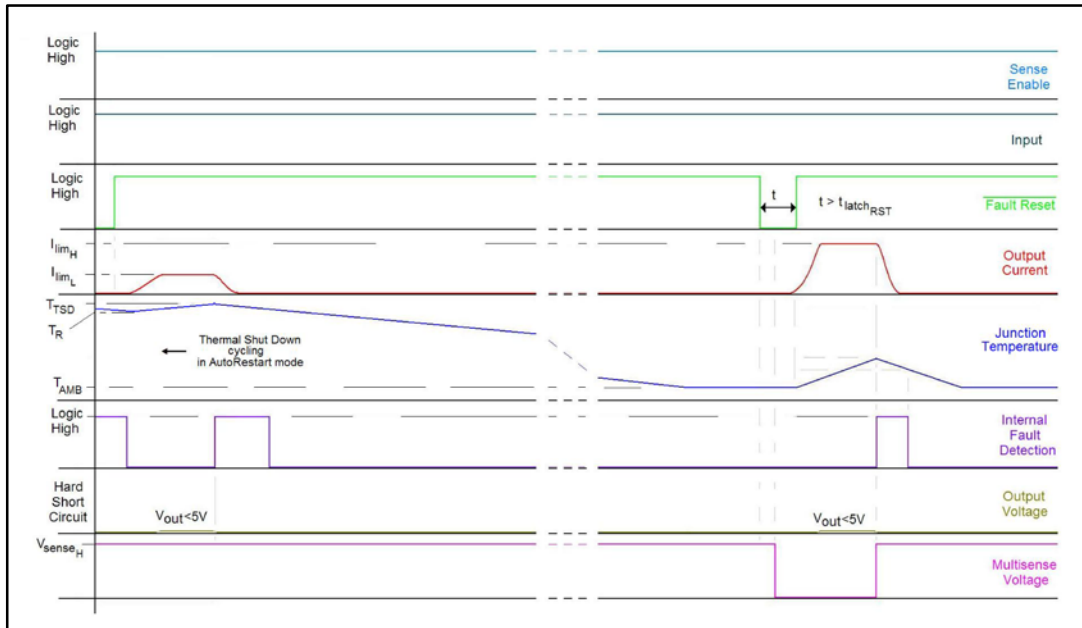 Logic
High
Sense
Enable
Logic
High
Input
Logic
High
t
t > tlatchRST
Fault Reset
IlimH
Output
Current
IlimL
TTSD
TR
Thermal Shut Down
cycling
in AutoRestart mode
Junction
Temperature
TAMB
Logic
High
Internal
Fault
Detection
Hard
Short
Circuit
Vout<5V
Vout<5V
Output
Voltage
VsenseH
Multisense
Voltage